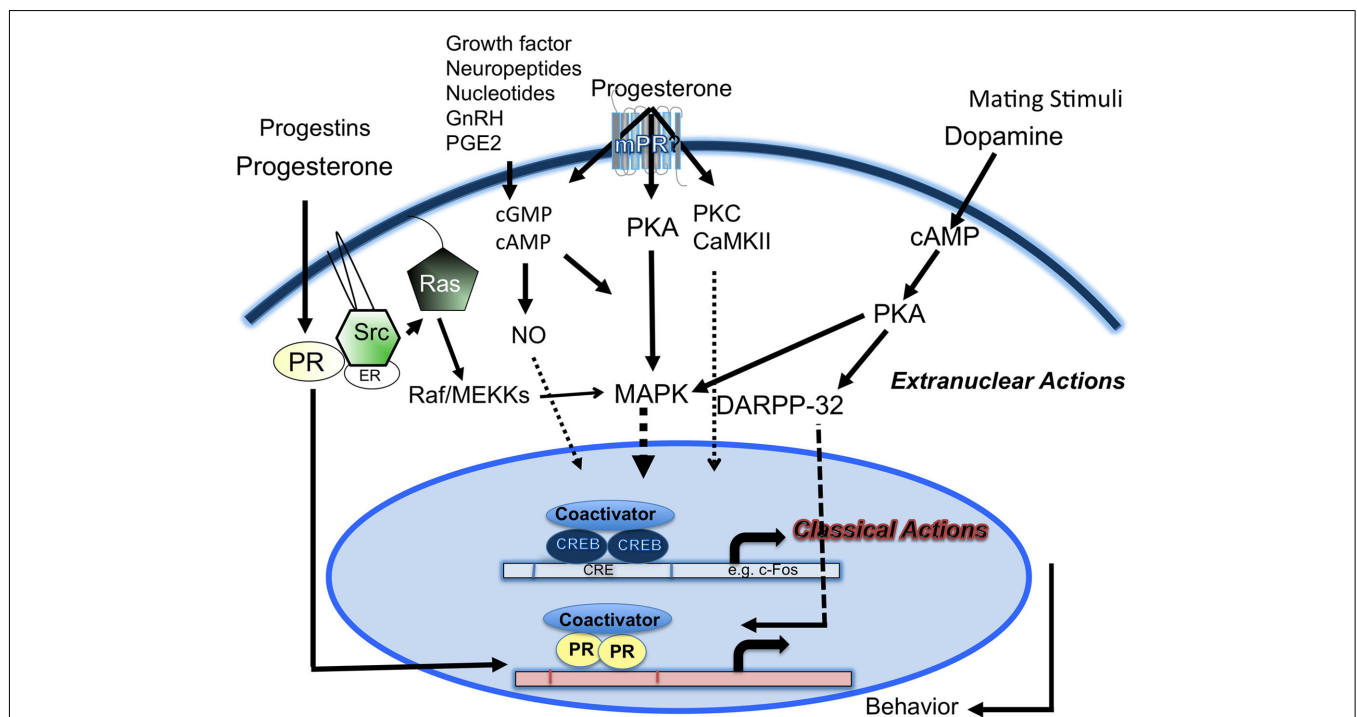 Growth factor
Neuropeptides
Nucleotides
GnRH
PGE2
Progesterone
mPR?
Mating Stimuli
Dopamine
Progestins
Progesterone
cGMP
cAMP
PKA
PKC
CaMKII
cAMP
Ras
Src
PR
ER
NO
PKA
Raf/MEKKs
MAPK
DARPP-32
Extranuclear Actions
Coactivator
CREB
CREB
Classical Actions
CRE
e.g. c-Fos
Coactivator
PR
PR
Behavior